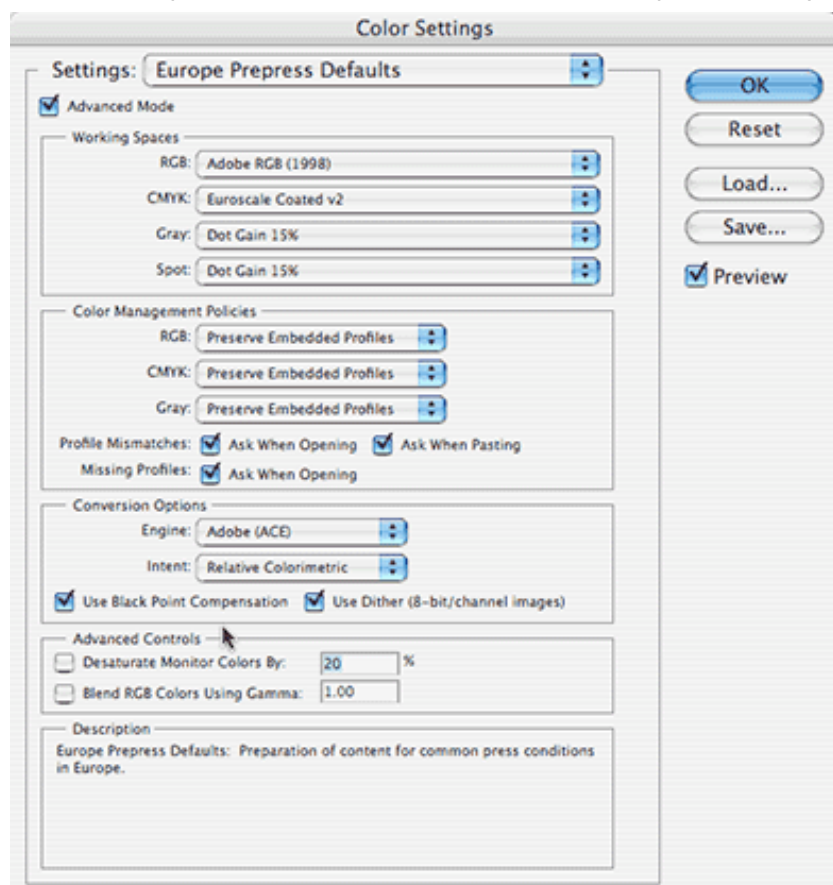 Color Settings
Settings: Europe Prepress Defaults
OK
Advanced Mode
Reset
Working Spaces
RGB: Adobe RGB (1998)
Load...
CMYK: Euroscale Coated v2
Save...
Gray: Dot Gain 15%
Spot: Dot Gain 15%
Preview
Color Management Policies
RGB: Preserve Embedded Profiles
CMYK: Preserve Embedded Profiles
Gray: Preserve Embedded Profiles
Profile Mismatches: Ask When Opening Ask When Pasting
Missing Profiles: Ask When Opening
Conversion Options
Engine: Adobe (ACE)
Intent: Relative Colorimetric
Use Black Point Compensation Use Dither (8-bit/channel images)
Advanced Controls
Desaturate Monitor Colors By: 20 %
Blend RGB Colors Using Gamma: 1.00
Description
Europe Prepress Defaults: Preparation of content for common press conditions
in Europe.